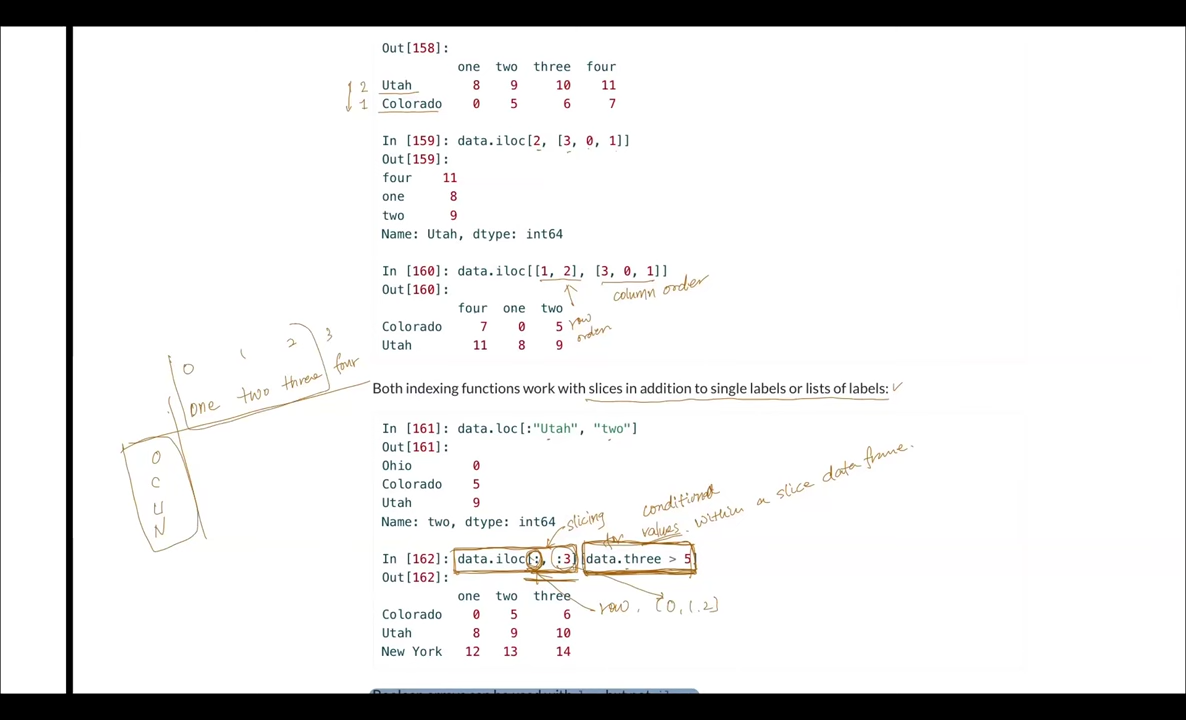 Out[158]:
one two three four
2 Utah 8 9 10 11
1 Colorado 0 5 6 7
In [159]: data.iloc[2, [3, 0, 1]]
Out[159]:
four 11
one 8
two 9
Name: Utah, dtype: int64
In [160]: data.iloc[[1, 2], [3, 0, 1]]
column order
Out[160]:
four one two
Colorado 7 0 5
Utah 11 8 9
row
order
0 1 2 3
one two three four
O
C
U
N
Both indexing functions work with slices in addition to single labels or lists of labels:
In [161]: data.loc[:"Utah", "two"]
Out[161]:
Ohio 0
Colorado 5
Utah 9
Name: two, dtype: int64
slicing
for conditional
values. within a slice data frame.
In [162]: data.iloc[:, :3][data.three > 5]
Out[162]:
row. [0,1.2]
one two three
Colorado 0 5 6
Utah 8 9 10
New York 12 13 14